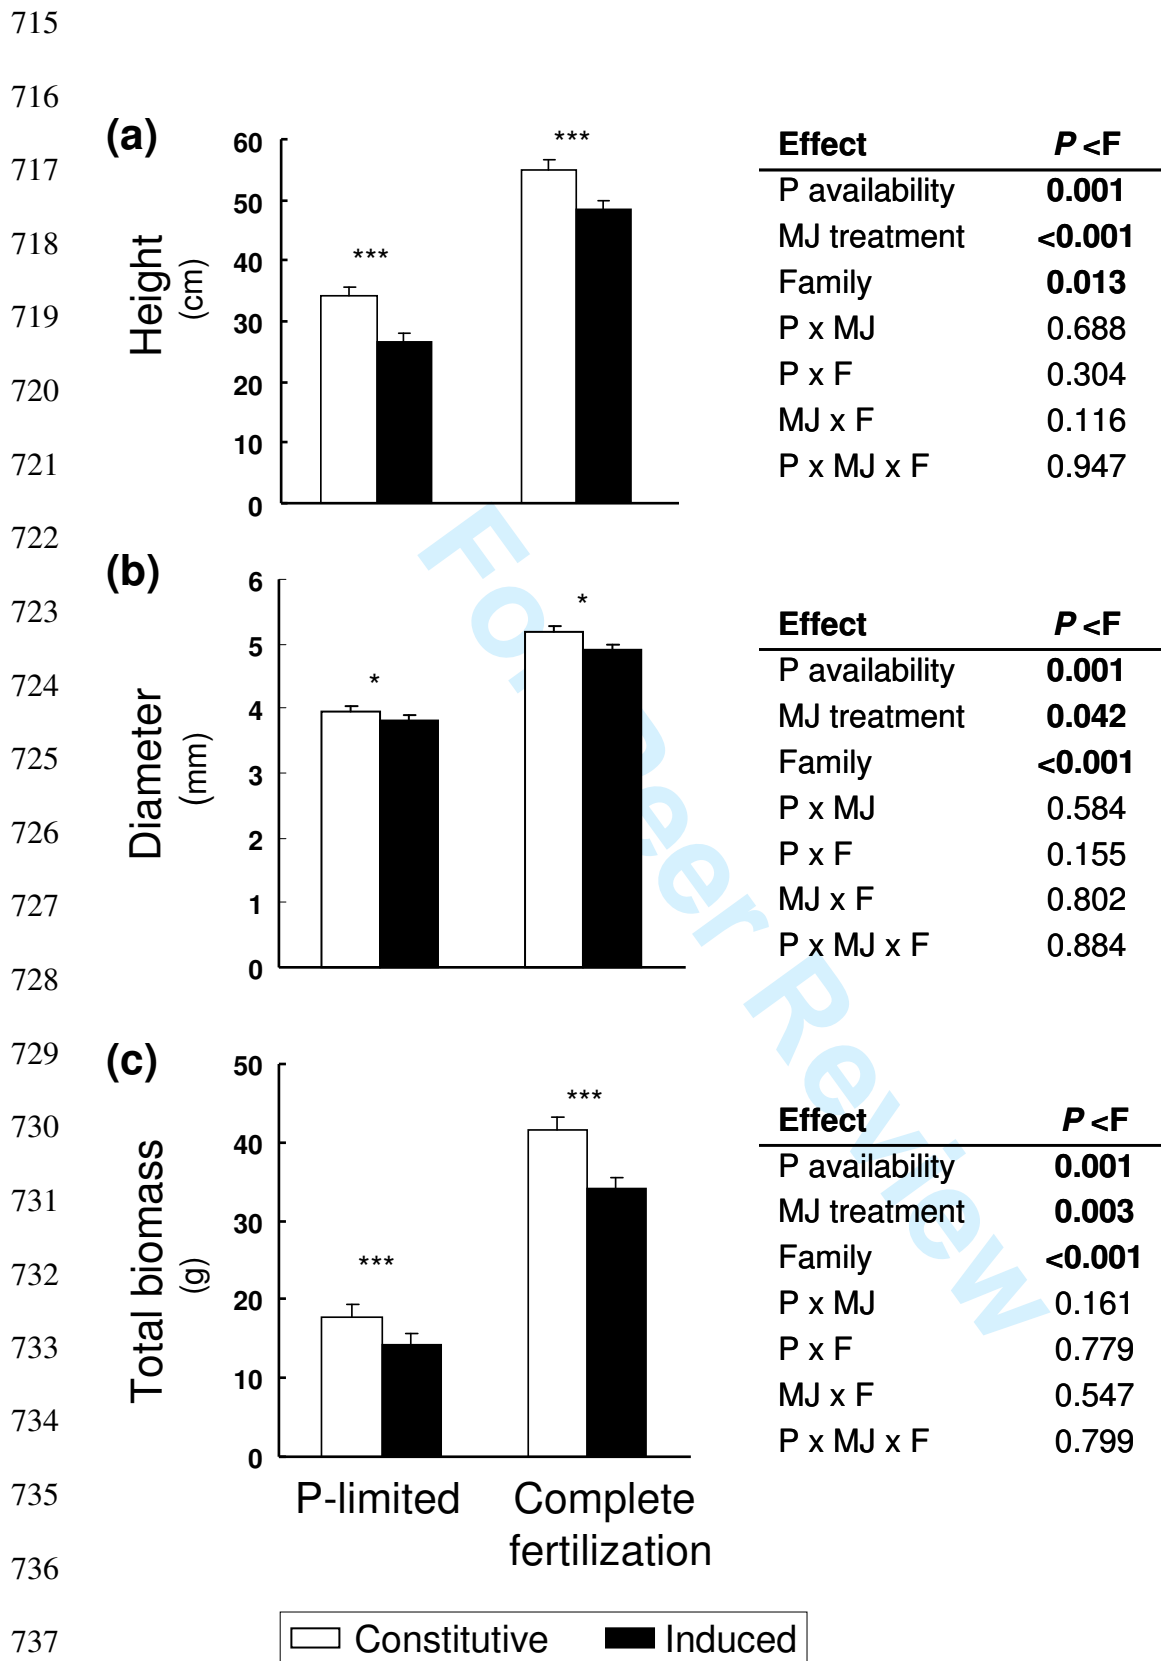 715
716
(a)
717
718
719
720
721
Height
(cm)
60
50
40
30
20
10
0
***
***
Effect P <F
P availability 0.001
MJ treatment <0.001
Family 0.013
P x MJ 0.688
P x F 0.304
MJ x F 0.116
P x MJ x F 0.947
722
(b)
723
724
725
726
727
728
Diameter
(mm)
6
5
4
3
2
1
0
*
*
Effect P <F
P availability 0.001
MJ treatment 0.042
Family <0.001
P x MJ 0.584
P x F 0.155
MJ x F 0.802
P x MJ x F 0.884
729
(c)
730
731
732
733
734
Total biomass
(g)
50
40
30
20
10
0
***
***
Effect P <F
P availability 0.001
MJ treatment 0.003
Family <0.001
P x MJ 0.161
P x F 0.779
MJ x F 0.547
P x MJ x F 0.799
735
P-limited
Complete
fertilization
736
737
Constitutive Induced
For Peer Review